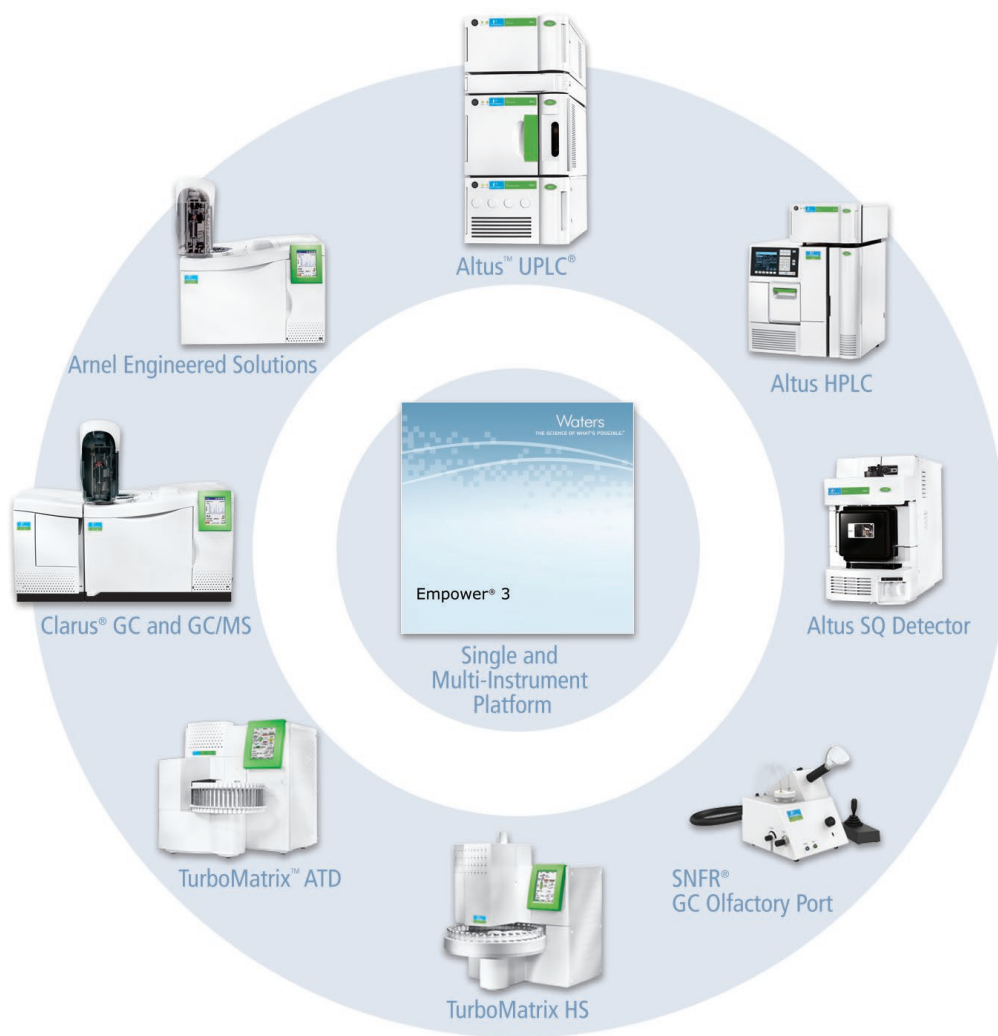 Altus™ UPLC®
Arnel Engineered Solutions
Altus HPLC
Waters
THE SCIENCE OF WHAT'S POSSIBLE.™
Empower® 3
Single and
Multi-Instrument
Platform
Clarus® GC and GC/MS
Altus SQ Detector
TurboMatrix™ ATD
SNFR®
GC Olfactory Port
TurboMatrix HS